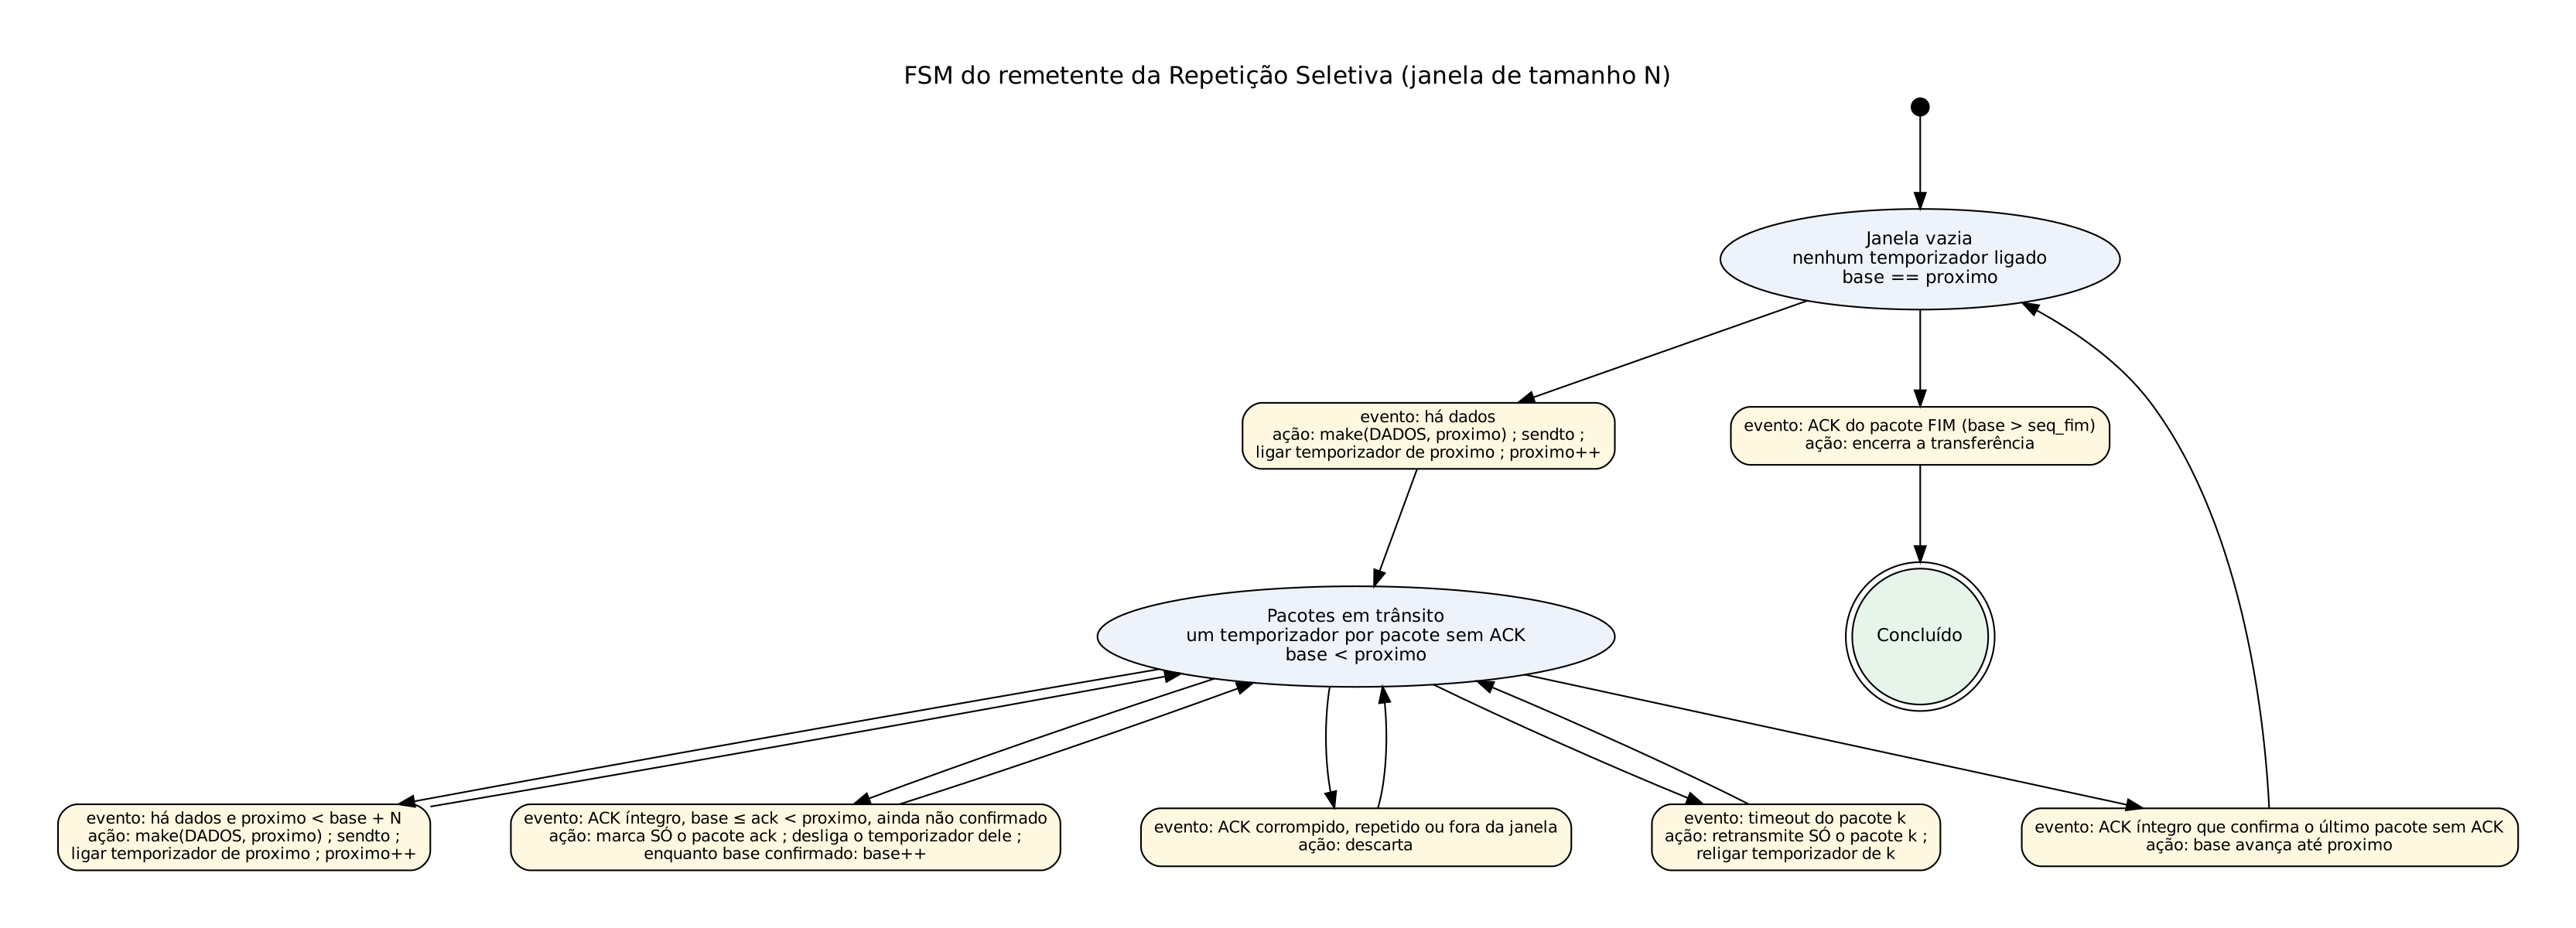 FSM do remetente da Repetição Seletiva (janela de tamanho N)
Janela vazia
nenhum temporizador ligado
base == proximo
evento: há dados
ação: make(DADOS, proximo) ; sendto ;
ligar temporizador de proximo ; proximo++
evento: ACK do pacote FIM (base > seq_fim)
ação: encerra a transferência
Pacotes em trânsito
um temporizador por pacote sem ACK
base < proximo
Concluído
evento: há dados e proximo < base + N
ação: make(DADOS, proximo) ; sendto ;
ligar temporizador de proximo ; proximo++
evento: ACK íntegro, base ≤ ack < proximo, ainda não confirmado
ação: marca SÓ o pacote ack ; desliga o temporizador dele ;
enquanto base confirmado: base++
evento: ACK corrompido, repetido ou fora da janela
ação: descarta
evento: timeout do pacote k
ação: retransmite SÓ o pacote k ;
religar temporizador de k
evento: ACK íntegro que confirma o último pacote sem ACK
ação: base avança até proximo